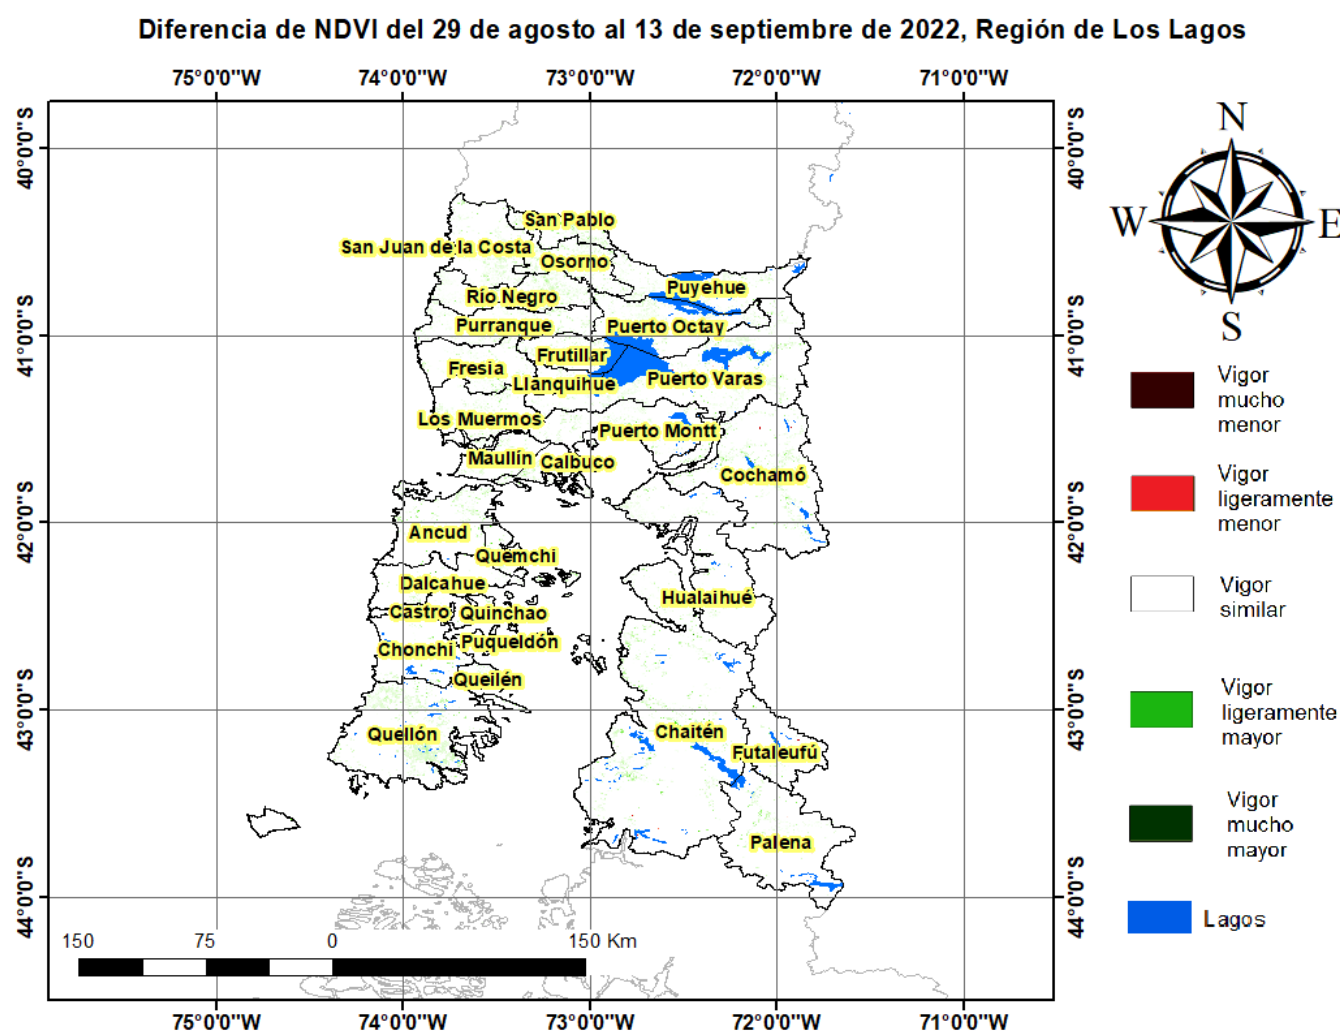 Diferencia de NDVI del 29 de agosto al 13 de septiembre de 2022, Región de Los Lagos
75°0'0"W 74°0'0"W 73°0'0"W 72°0'0"W 71°0'0"W
40°0'0"S
40°0'0"S
41°0'0"S
41°0'0"S
42°0'0"S
42°0'0"S
43°0'0"S
43°0'0"S
44°0'0"S
44°0'0"S
San Pablo
San Juan de la Costa
Osorno
Puyehue
Río Negro
Purranque
Puerto Octay
Frutillar
Fresia
Llanquihue
Puerto Varas
Los Muermos
Puerto Montt
Maullín
Calbuco
Cochamó
Ancud
Quemchi
Dalcahue
Hualaihué
Castro
Quinchao
Chonchi
Puqueldón
Queilén
Quellón
Chaitén
Futaleufú
Palena
150 75 0 150 Km
75°0'0"W 74°0'0"W 73°0'0"W 72°0'0"W 71°0'0"W
N
W
E
S
Vigor
mucho
menor
Vigor
ligeramente
menor
Vigor
similar
Vigor
ligeramente
mayor
Vigor
mucho
mayor
Lagos